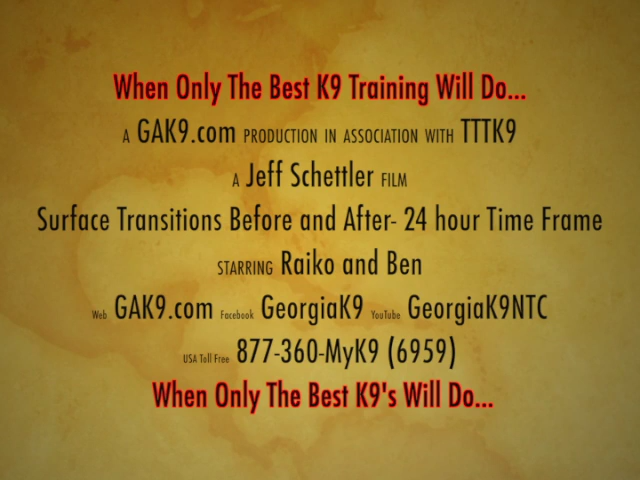 When Only The Best K9 Training Will Do...
A GAK9.com PRODUCTION IN ASSOCIATION WITH TTTK9
A Jeff Schettler FILM
Surface Transitions Before and After- 24 hour Time Frame
STARRING Raiko and Ben
Web GAK9.com Facebook GeorgiaK9 YouTube GeorgiaK9NTC
USA Toll Free 877-360-MyK9 (6959)
When Only The Best K9's Will Do...